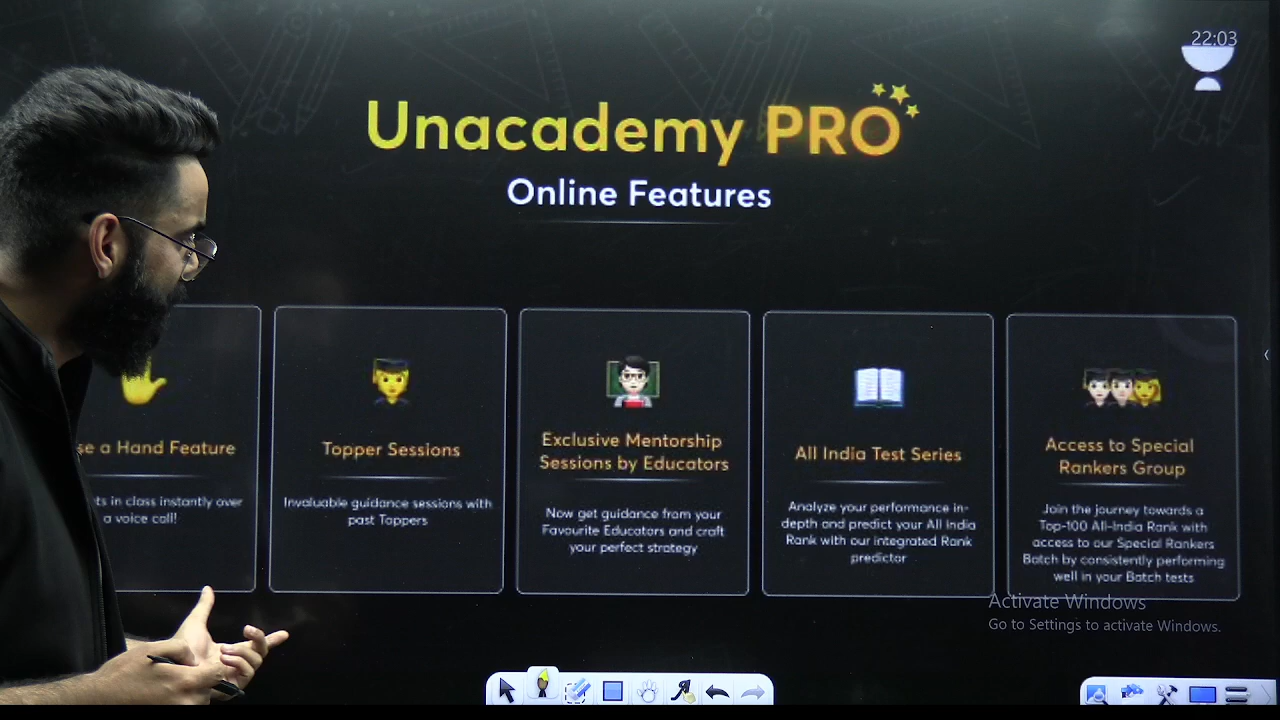 22:03
Unacademy PRO
Online Features
se a Hand Feature
ts in class instantly over
a voice call!
Topper Sessions
Invaluable guidance sessions with
past Toppers
Exclusive Mentorship
Sessions by Educators
Now get guidance from your
Favourite Educators and craft
your perfect strategy
All India Test Series
Analyze your performance in-
depth and predict your All India
Rank with our integrated Rank
predictor
Access to Special
Rankers Group
Join the journey towards a
Top-100 All-India Rank with
access to our Special Rankers
Batch by consistently performing
well in your Batch tests
Activate Windows
Go to Settings to activate Windows.